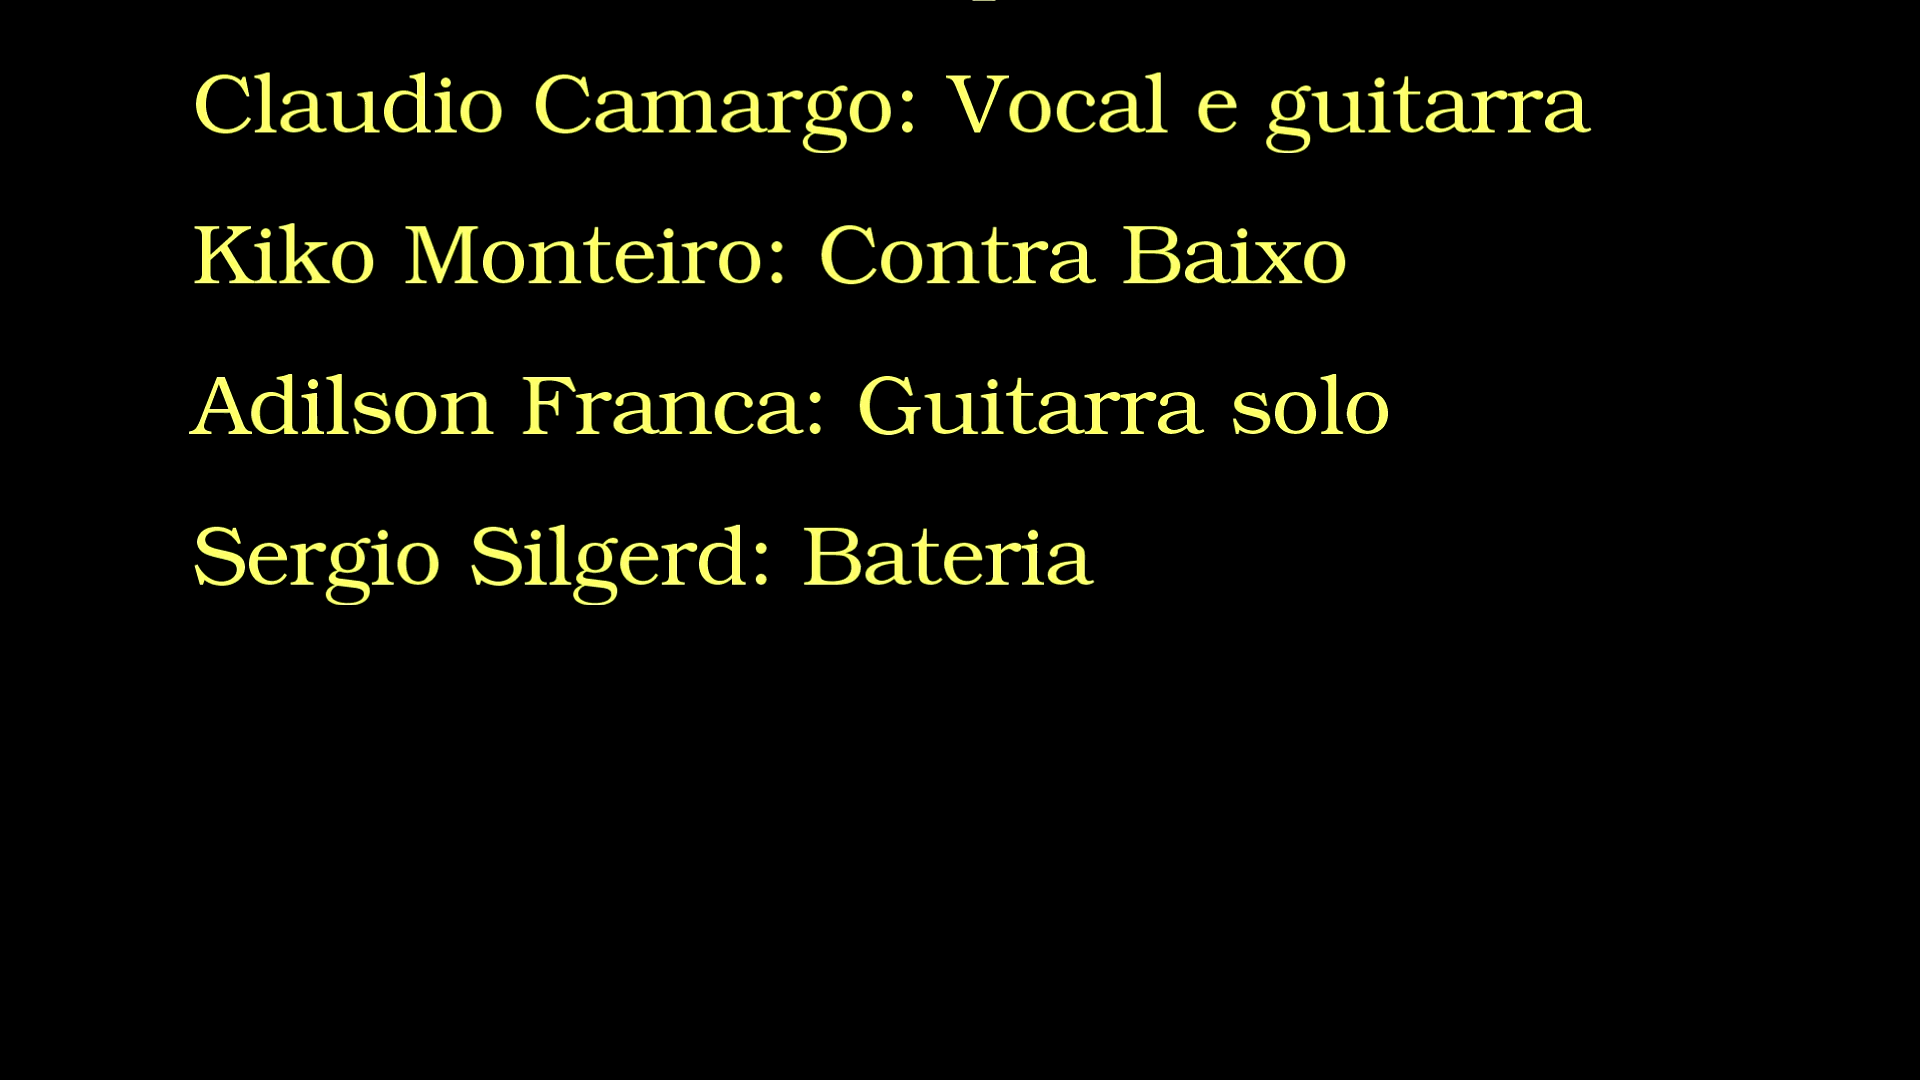 Claudio Camargo: Vocal e guitarra
Kiko Monteiro: Contra Baixo
Adilson Franca: Guitarra solo
Sergio Silgerd: Bateria